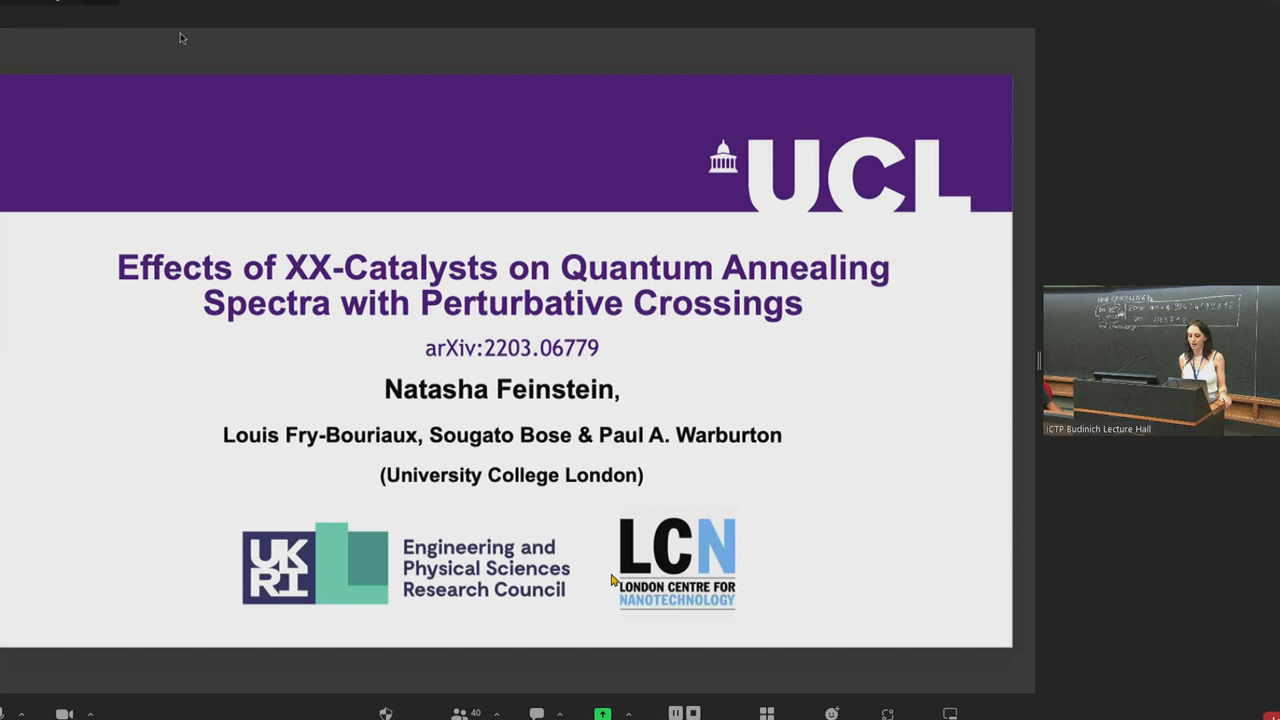 UCL
Effects of XX-Catalysts on Quantum Annealing
Spectra with Perturbative Crossings
arXiv:2203.06779
Natasha Feinstein,
Louis Fry-Bouriaux, Sougato Bose & Paul A. Warburton
(University College London)
UK
RI
Engineering and
Physical Sciences
Research Council
LCN
LONDON CENTRE FOR
NANOTECHNOLOGY
ICTP Budinich Lecture Hall
40